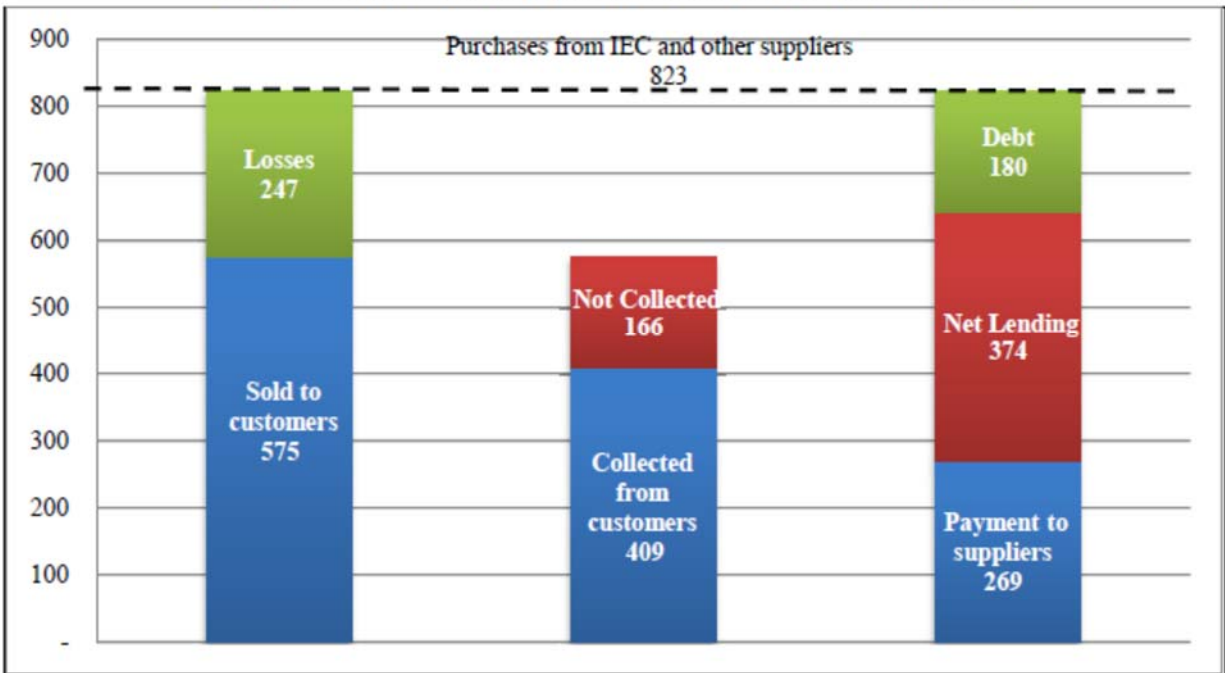 900
800
700
600
500
400
300
200
100
-
Purchases from IEC and other suppliers
823
Losses
247
Sold to
customers
575
Not Collected
166
Collected
from
customers
409
Debt
180
Net Lending
374
Payment to
suppliers
269